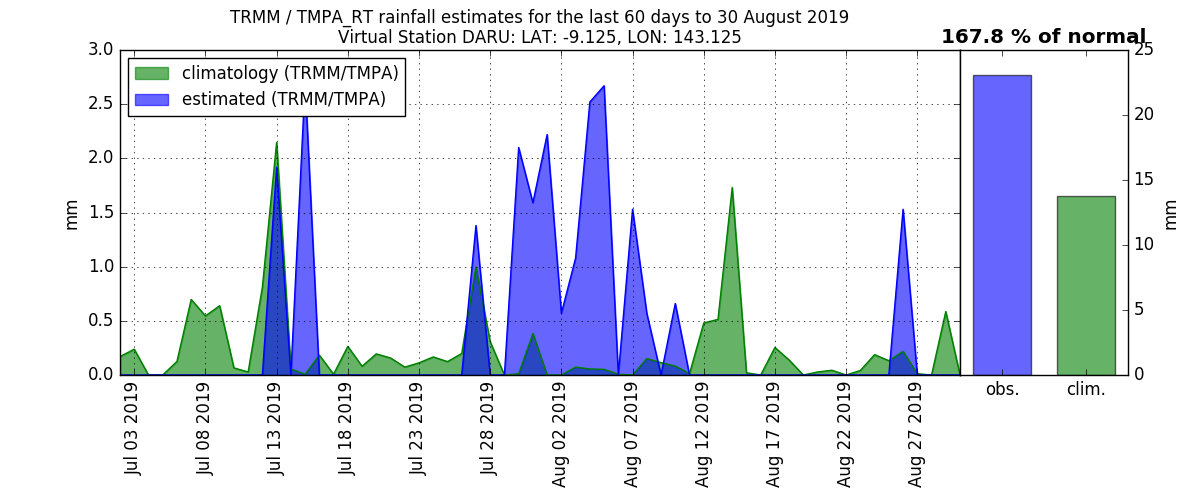 TRMM / TMPA_RT rainfall estimates for the last 60 days to 30 August 2019
Virtual Station DARU: LAT: -9.125, LON: 143.125
167.8 % of normal
climatology (TRMM/TMPA)
estimated (TRMM/TMPA)
3.0
2.5
2.0
1.5
1.0
0.5
0.0
mm
Jul 03 2019
Jul 08 2019
Jul 13 2019
Jul 18 2019
Jul 23 2019
Jul 28 2019
Aug 02 2019
Aug 07 2019
Aug 12 2019
Aug 17 2019
Aug 22 2019
Aug 27 2019
obs.
clim.
25
20
15
10
5
0
mm